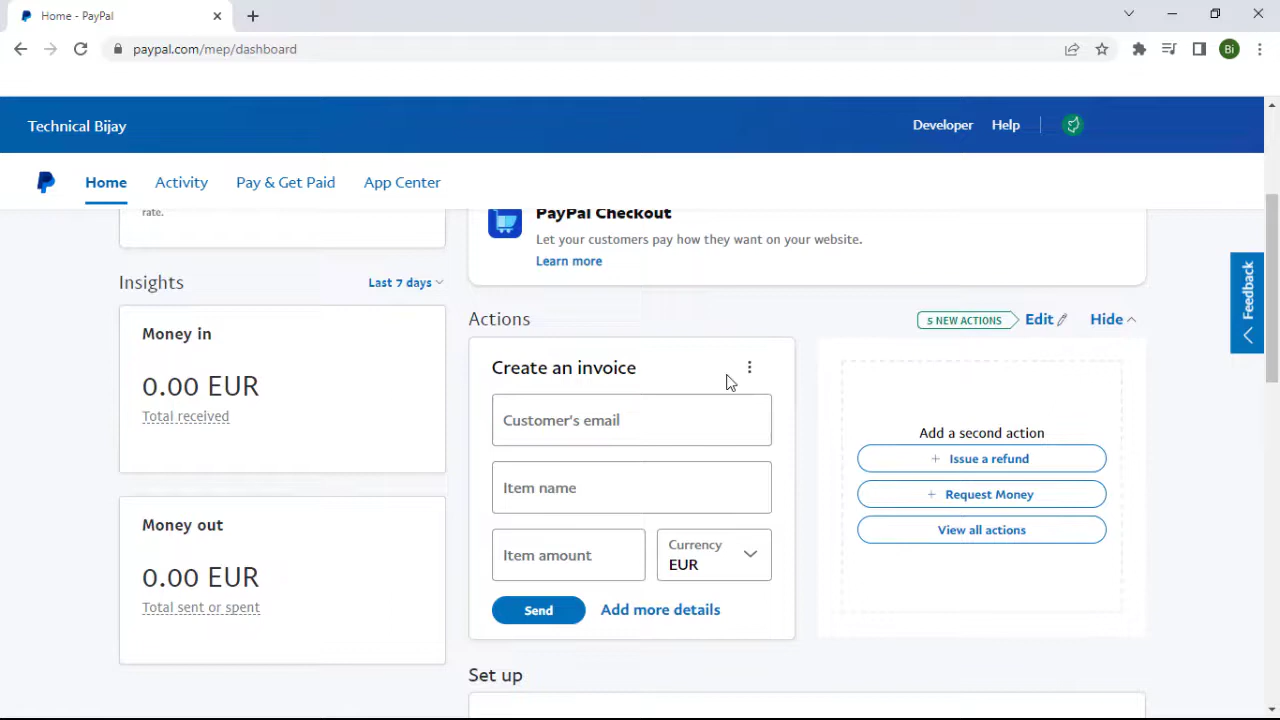 Home - PayPal
paypal.com/mep/dashboard
Bi
Technical Bijay
Developer
Help
Home
Activity
Pay & Get Paid
App Center
rate.
PayPal Checkout
Let your customers pay how they want on your website.
Learn more
Feedback
Insights
Last 7 days
Money in
0.00 EUR
Total received
Money out
0.00 EUR
Total sent or spent
Actions
5 NEW ACTIONS
Edit
Hide
Create an invoice
Customer's email
Item name
Item amount
Currency
EUR
Send
Add more details
Add a second action
+ Issue a refund
+ Request Money
View all actions
Set up